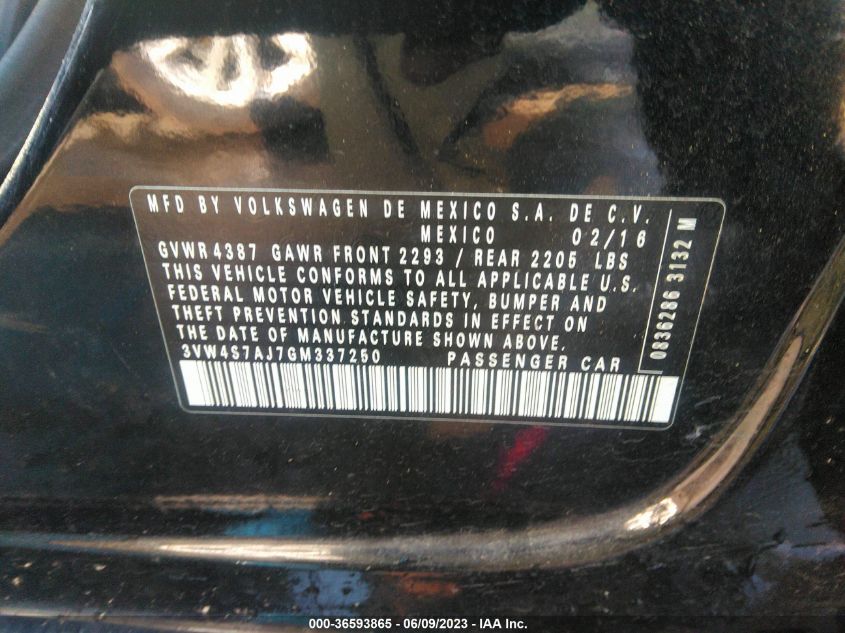 MFD BY VOLKSWAGEN DE MEXICO S.A. DE C.V.
MEXICO 02/16
GVWR 4387 GAWR FRONT 2293 / REAR 2205 LBS
THIS VEHICLE CONFORMS TO ALL APPLICABLE U.S.
FEDERAL MOTOR VEHICLE SAFETY, BUMPER AND
THEFT PREVENTION STANDARDS IN EFFECT ON
THE DATE OF MANUFACTURE SHOWN ABOVE.
3VW4S7AJ7GM337250 PASSENGER CAR
0836286 3132 M
000-36593865 - 06/09/2023 - IAA Inc.